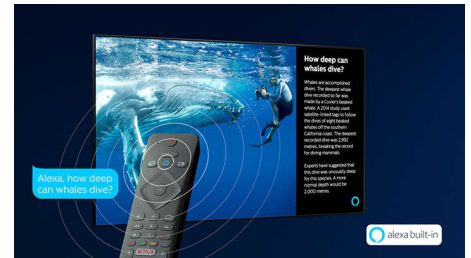 How deep can
whales dive?
Whales are accomplished
divers. The deepest whale
dive recorded so far was
made by a Cuvier's beaked
whale. A 2014 study used
satellite-linked tags to follow
the dives of eight beaked
whales off the southern
California coast. The deepest
recorded dive was 2,992
metres, breaking the record
for diving mammals.
Experts have suggested that
this dive was unusually deep
for this species. A more
normal depth would be
2,000 metres.
Alexa, how deep
can whales dive?
NETFLIX
alexa built-in